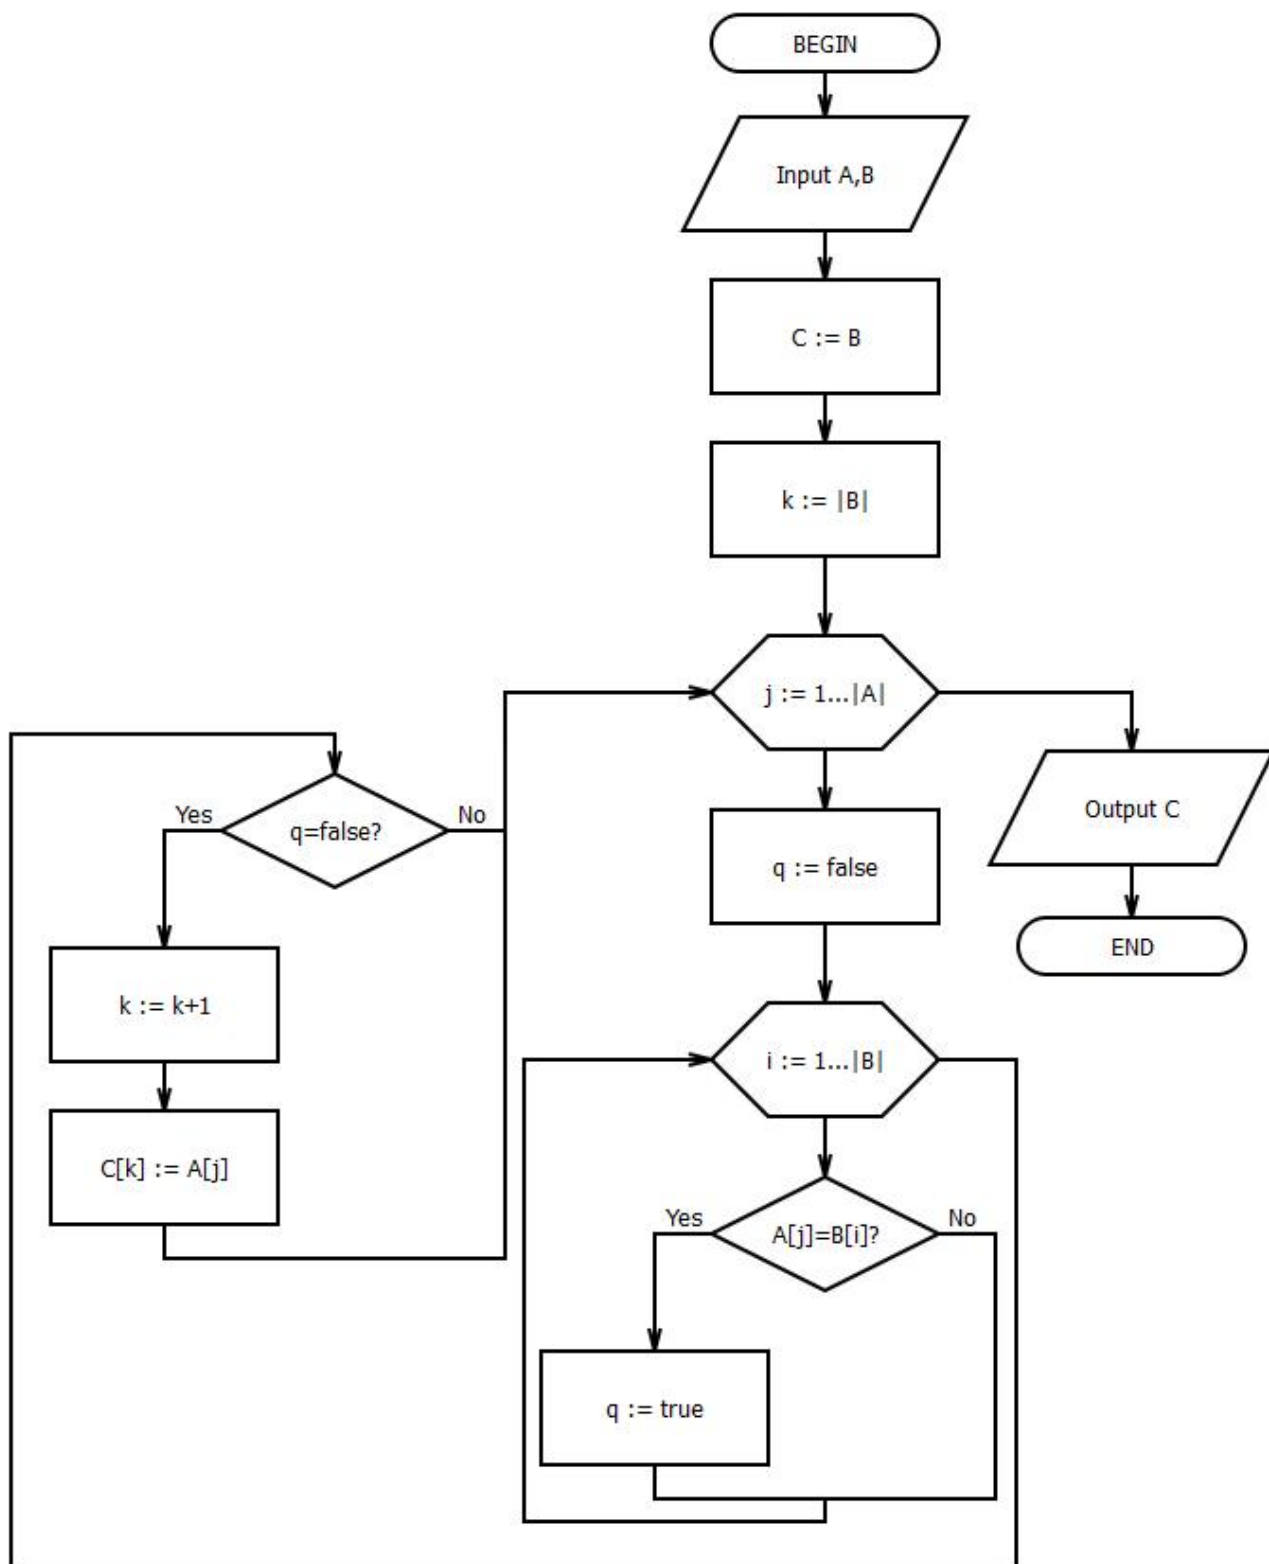 BEGIN
Input A,B
C := B
k := |B|
j := 1...|A|
Yes
q=false?
No
k := k+1
C[k] := A[j]
q := false
Output C
END
i := 1...|B|
Yes
A[j]=B[i]?
No
q := true